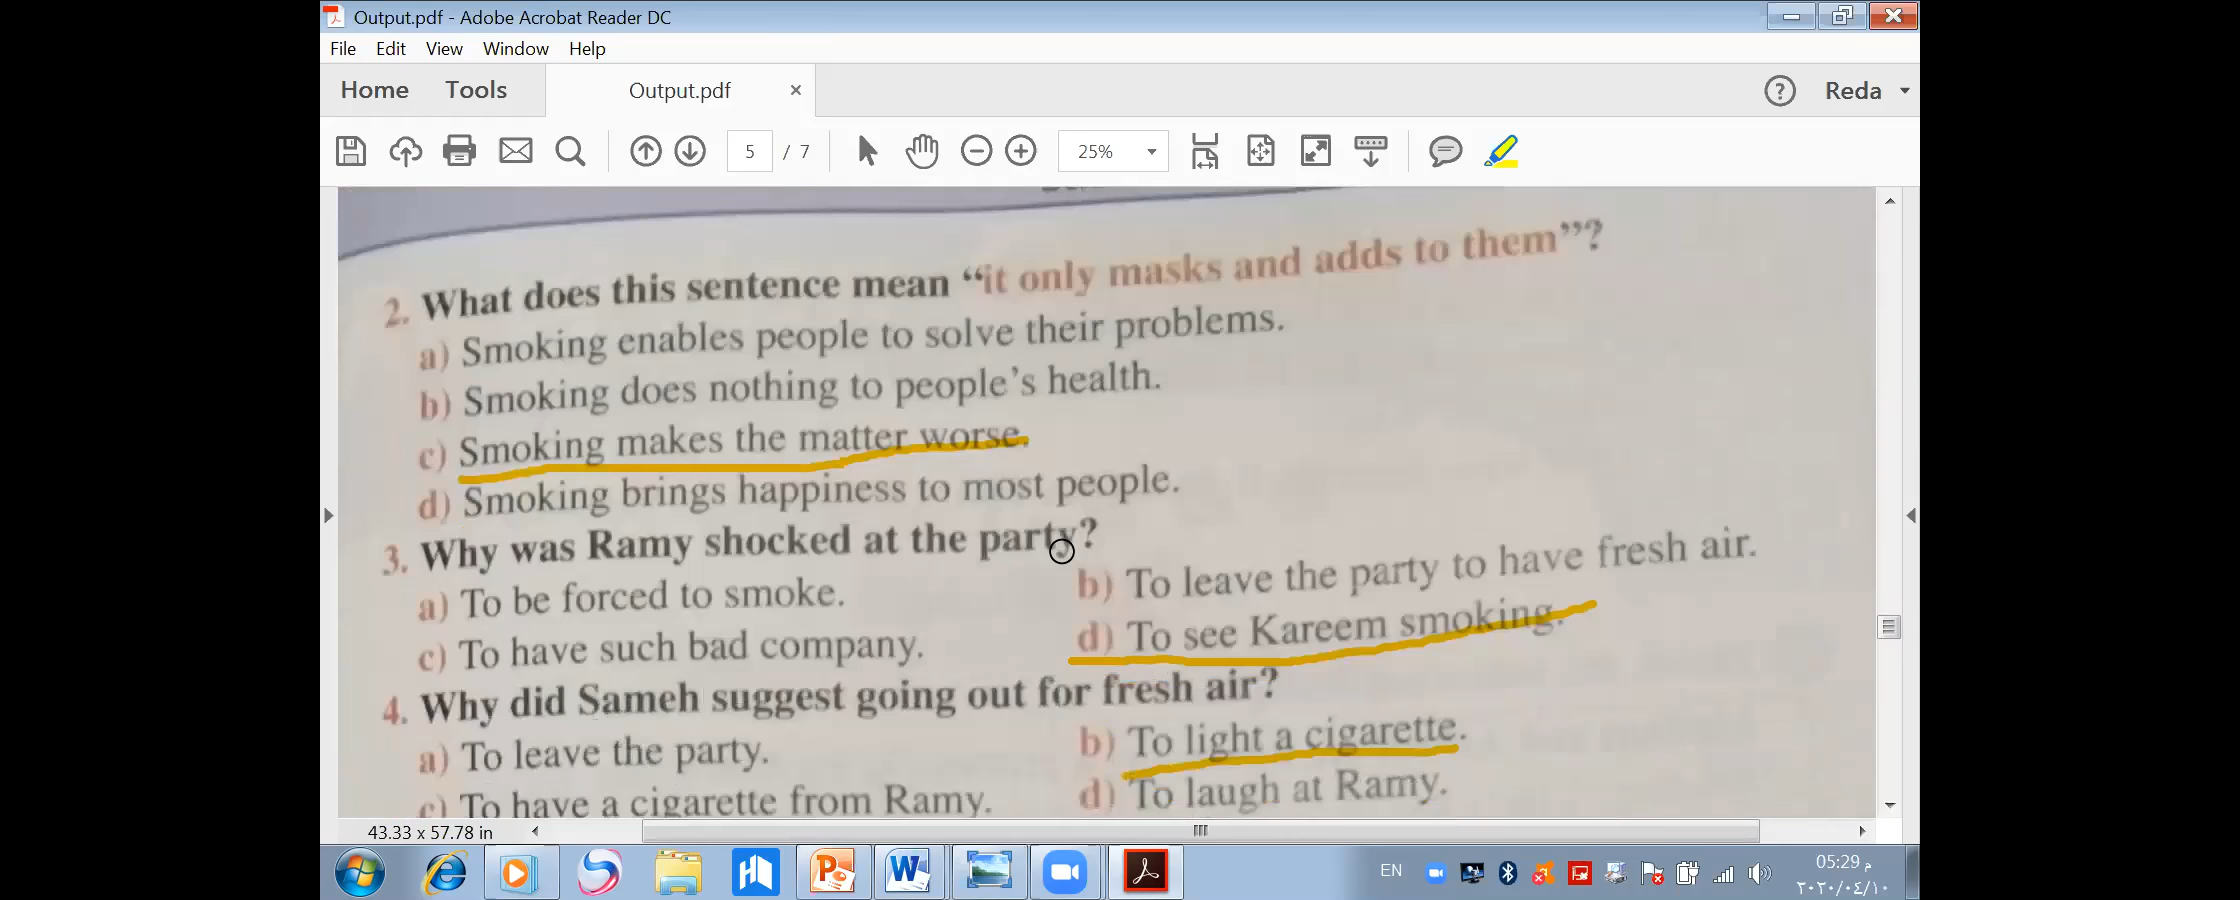 Output.pdf - Adobe Acrobat Reader DC
File Edit View Window Help
Home Tools Output.pdf × ? Reda
5 / 7 25%
2. What does this sentence mean “it only masks and adds to them”?
a) Smoking enables people to solve their problems.
b) Smoking does nothing to people’s health.
c) Smoking makes the matter worse.
d) Smoking brings happiness to most people.
3. Why was Ramy shocked at the party?
a) To be forced to smoke. b) To leave the party to have fresh air.
c) To have such bad company. d) To see Kareem smoking.
4. Why did Sameh suggest going out for fresh air?
a) To leave the party. b) To light a cigarette.
c) To have a cigarette from Ramy. d) To laugh at Ramy.
43.33 x 57.78 in
EN 05:29 م
٢٠٢٠/٠٤/١٠